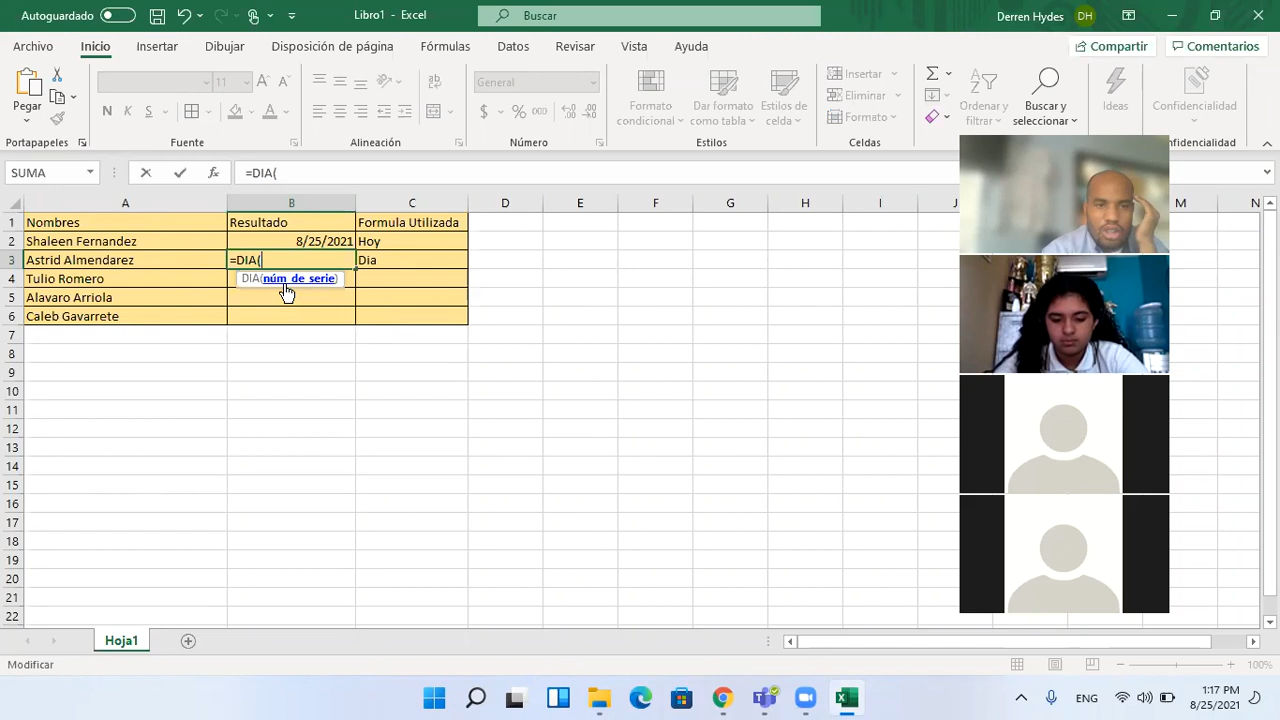 Autoguardado
Libro1 - Excel
Buscar
Derren Hydes
DH
Archivo Inicio Insertar Dibujar Disposición de página Fórmulas Datos Revisar Vista Ayuda
Compartir
Comentarios
Pegar
11
N K S
General
$ % 000
Formato condicional
Dar formato como tabla
Estilos de celda
Insertar
Eliminar
Formato
Ordenar y filtrar
Buscar y seleccionar
Ideas
Confidencialidad
Portapapeles Fuente Alineación Número Estilos Celdas nfidencialidad
SUMA
fx
=DIA(
A B C D E F G H I J M N
1 Nombres Resultado Formula Utilizada
2 Shaleen Fernandez 8/25/2021 Hoy
3 Astrid Almendarez =DIA( Dia
DIA(núm_de_serie)
4 Tulio Romero
5 Alavaro Arriola
6 Caleb Gavarrete
7
8
9
10
11
12
13
14
15
16
17
18
19
20
21
22
Hoja1
Modificar
100%
ENG
1:17 PM
8/25/2021